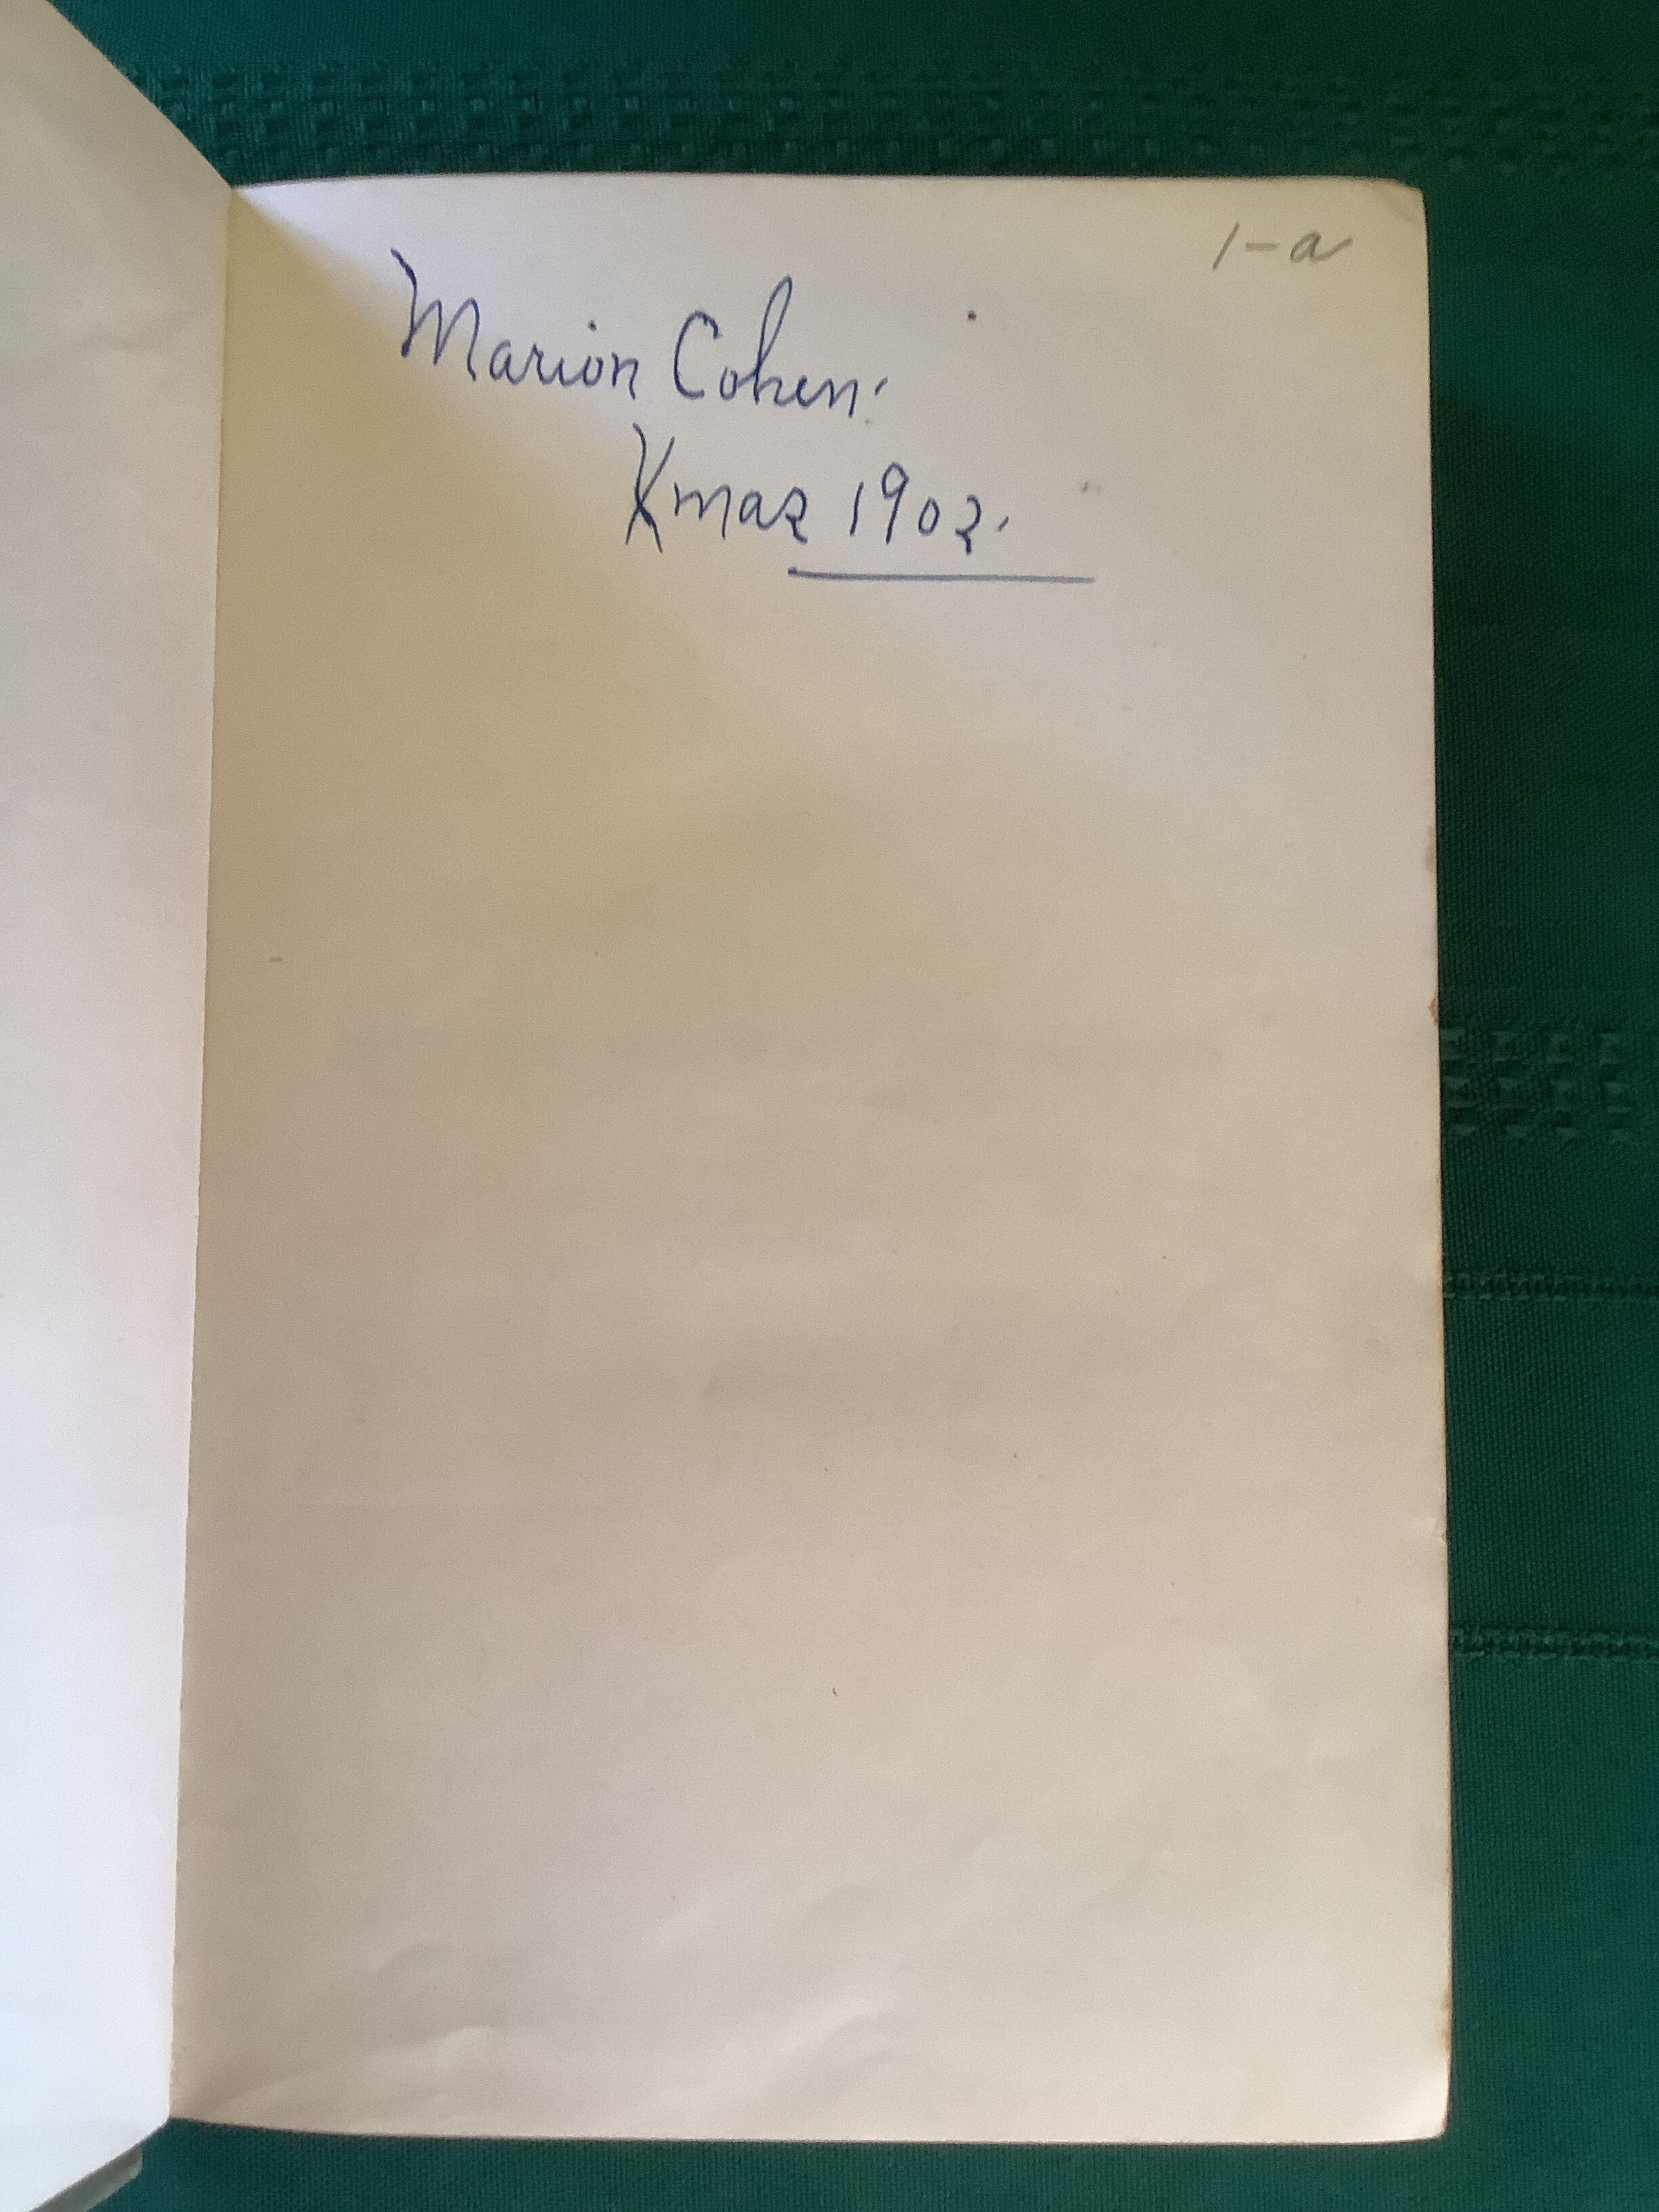 1-a
Marion Cohen.
Xmas 1902.